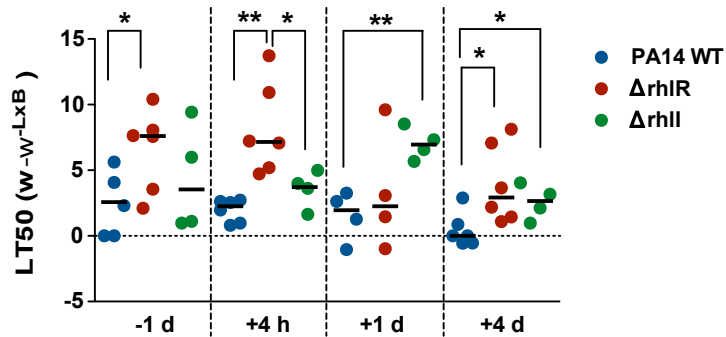 * ** * ** * *
15
10
5
0
-5
LT50 (w-w-LxB)
-1 d +4 h +1 d +4 d
PA14 WT
ΔrhlR
ΔrhlI